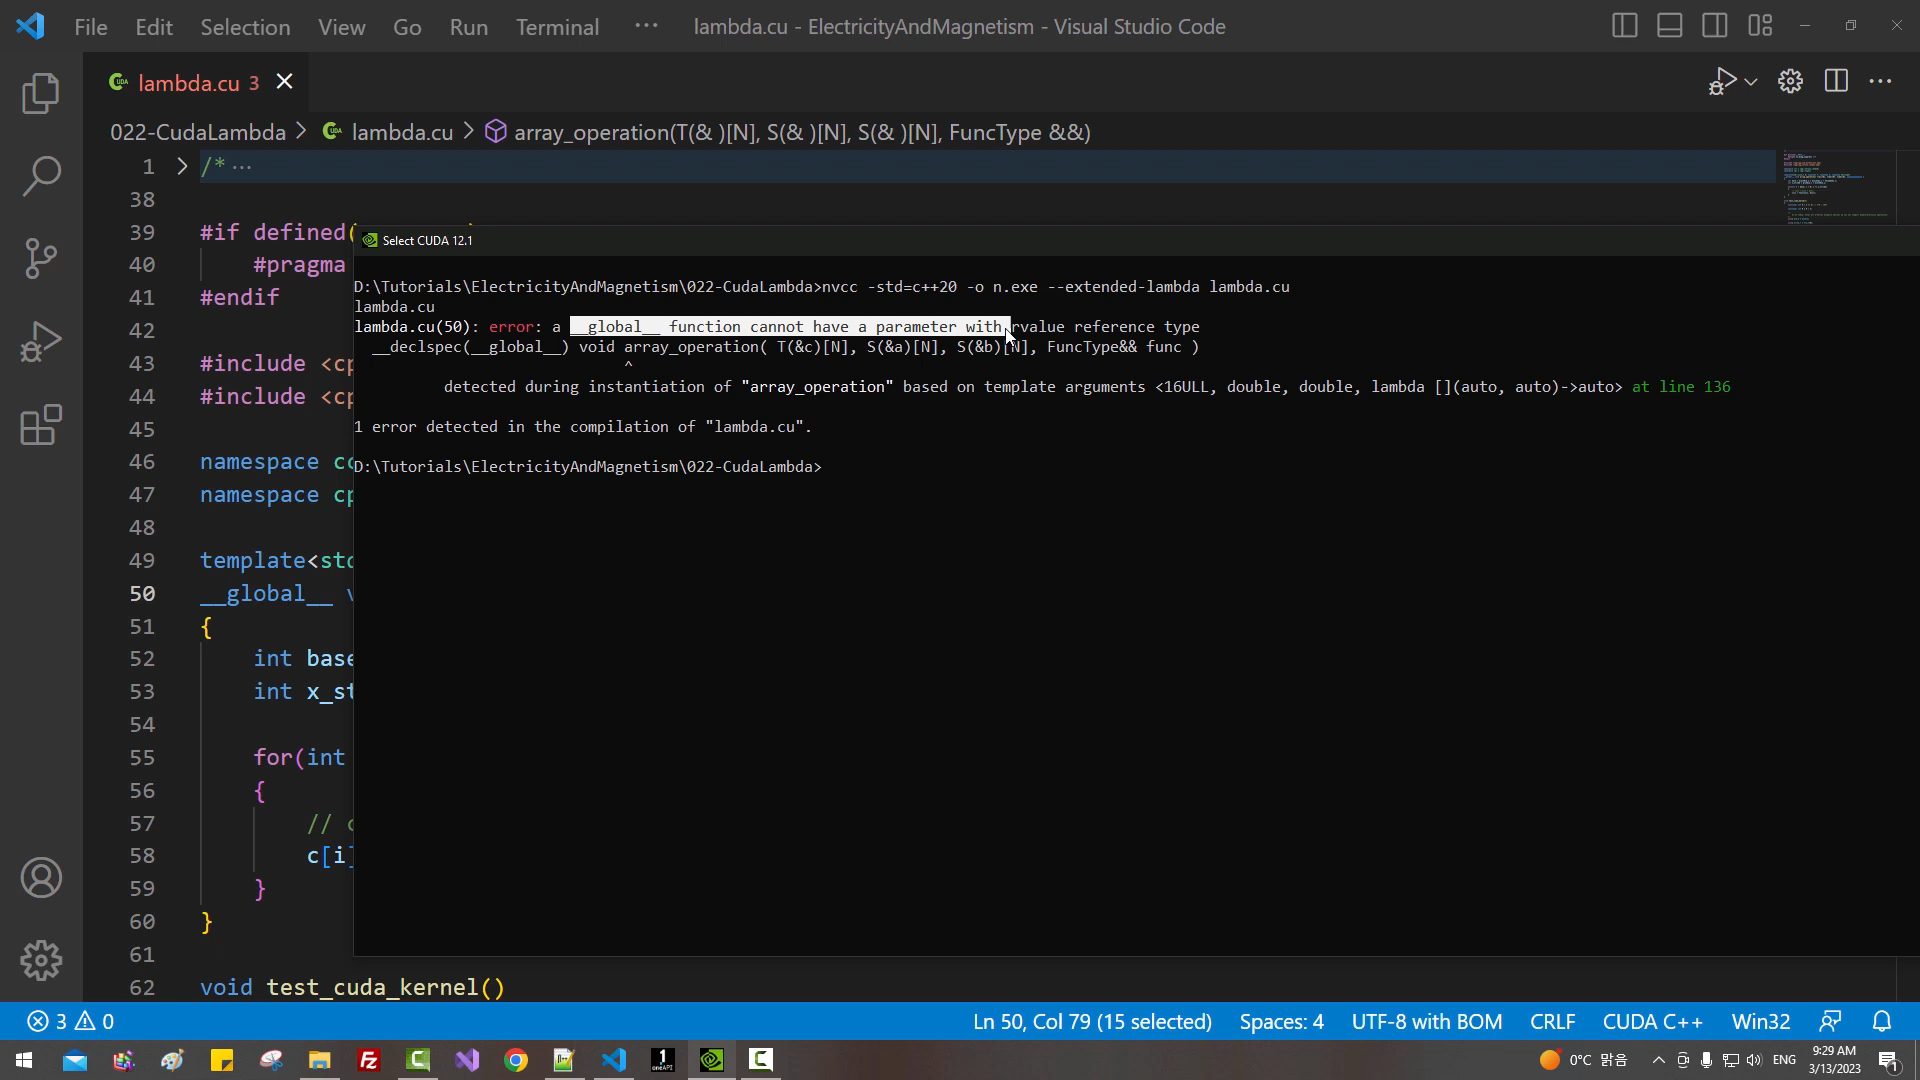 File Edit Selection View Go Run Terminal ··· lambda.cu - ElectricityAndMagnetism - Visual Studio Code
lambda.cu 3
022-CudaLambda > lambda.cu > array_operation(T(& )[N], S(& )[N], S(& )[N], FuncType &&)
1 > /* ···
38
39 #if defined(
40 #pragma
41 #endif
42
43 #include <cp
44 #include <cp
45
46 namespace cc
47 namespace cp
48
49 template<std
50 __global__ v
51 {
52 int base
53 int x_st
54
55 for(int
56 {
57 // c
58 c[i]
59 }
60 }
61
62 void test_cuda_kernel()
Select CUDA 12.1
D:\Tutorials\ElectricityAndMagnetism\022-CudaLambda>nvcc -std=c++20 -o n.exe --extended-lambda lambda.cu
lambda.cu
lambda.cu(50): error: a __global__ function cannot have a parameter with rvalue reference type
__declspec(__global__) void array_operation( T(&c)[N], S(&a)[N], S(&b)[N], FuncType&& func )
^
detected during instantiation of "array_operation" based on template arguments <16ULL, double, double, lambda [](auto, auto)->auto> at line 136
1 error detected in the compilation of "lambda.cu".
D:\Tutorials\ElectricityAndMagnetism\022-CudaLambda>
3 0 Ln 50, Col 79 (15 selected) Spaces: 4 UTF-8 with BOM CRLF CUDA C++ Win32
0°C 맑음 ENG 9:29 AM
3/13/2023